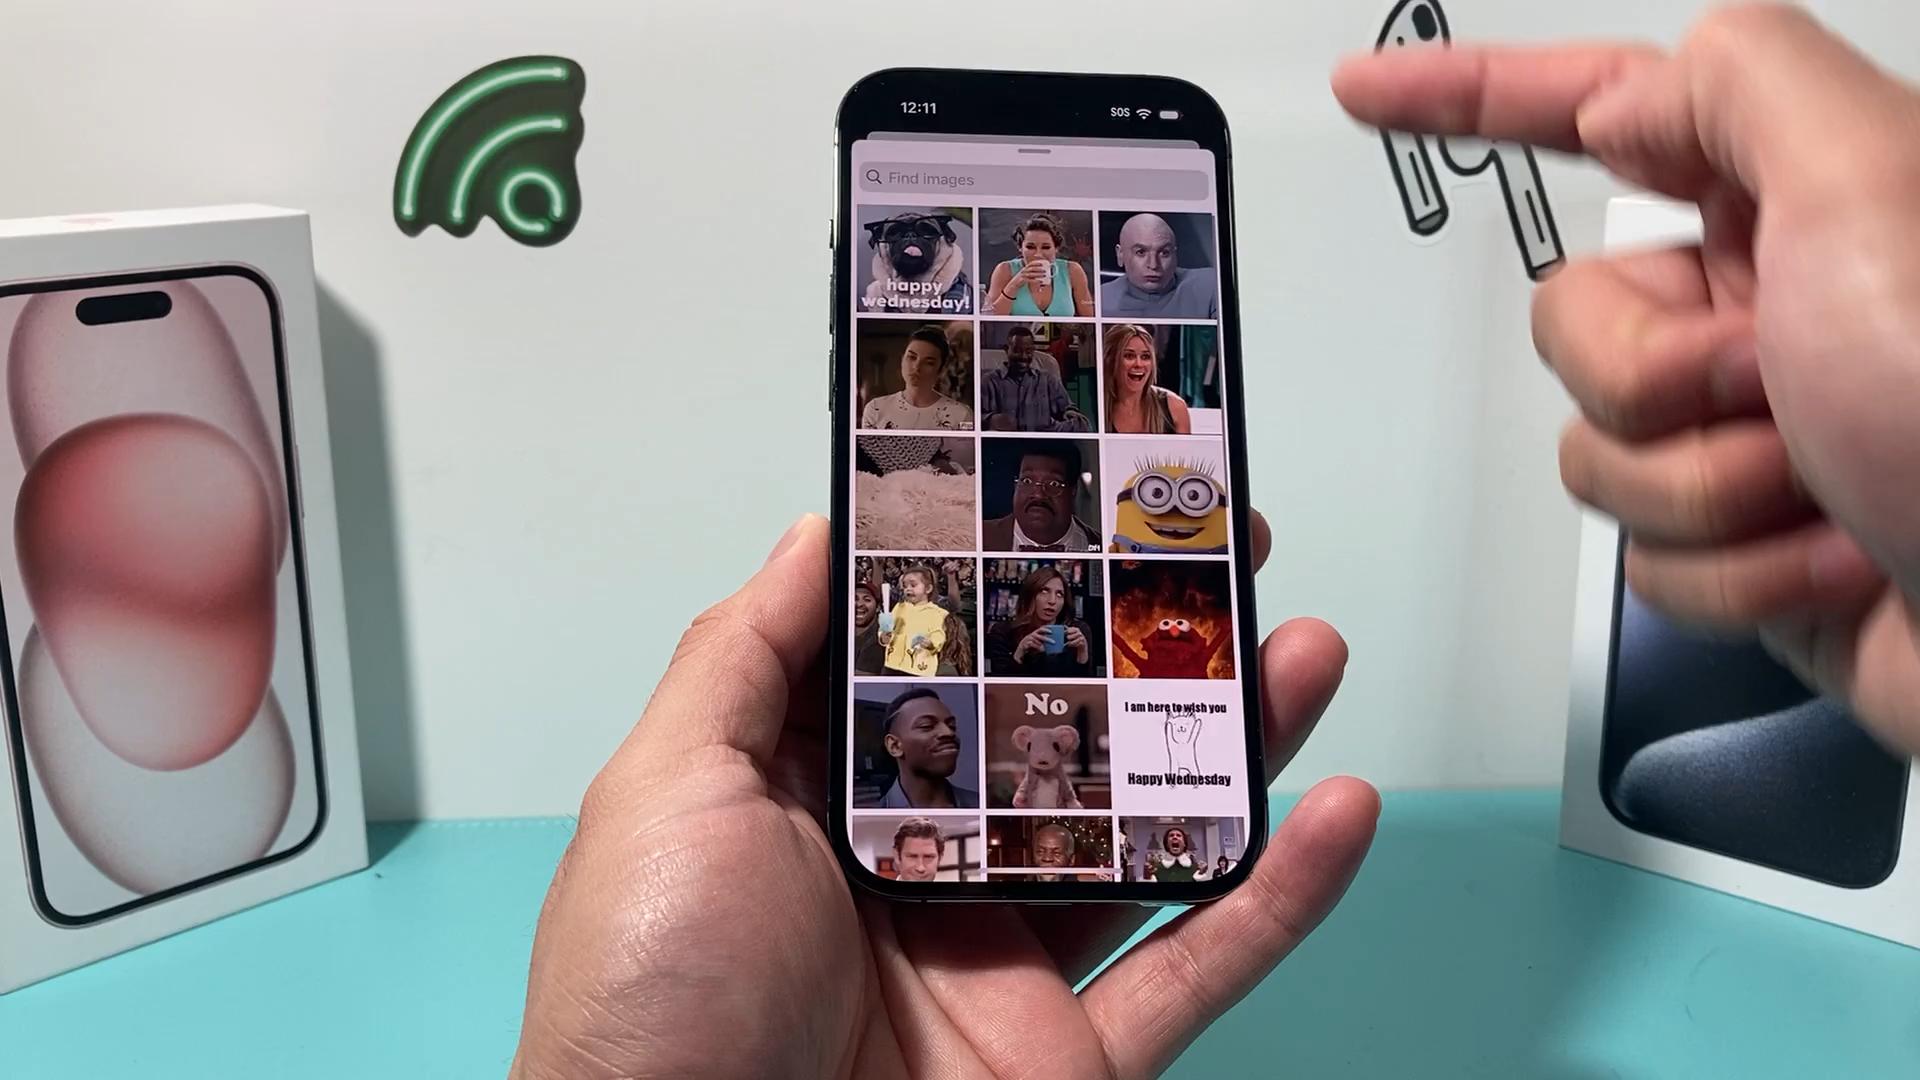 12:11
SOS
Find images
happy
wednesday!
No
I am here to wish you
Happy Wednesday